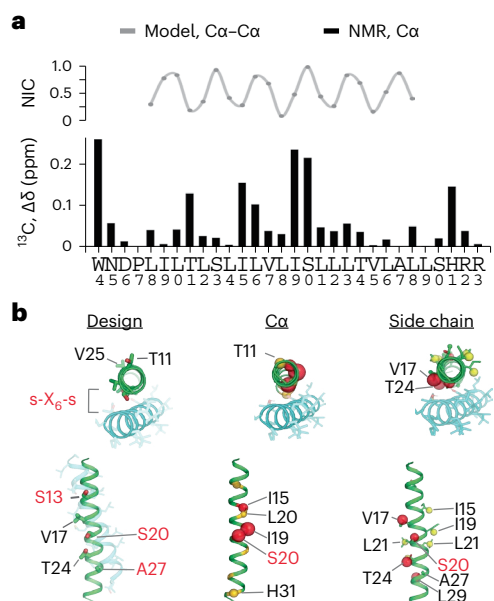 a
Model, Cα–Cα NMR, Cα
NIC
1.0
0.5
0
¹³C, Δδ (ppm)
0.2
0.1
0
WNDPLILTLSLILVLISLLLTVLALLSHRR
4 5 6 7 8 9 0 1 2 3 4 5 6 7 8 9 0 1 2 3 4 5 6 7 8 9 0 1 2 3
b
Design Cα Side chain
V25 T11
T11
V17
T24
s-X₆-s
S13
V17
T24
S20
A27
I15
L20
I19
S20
H31
V17
L21
T24
I15
I19
L21
S20
A27
L29